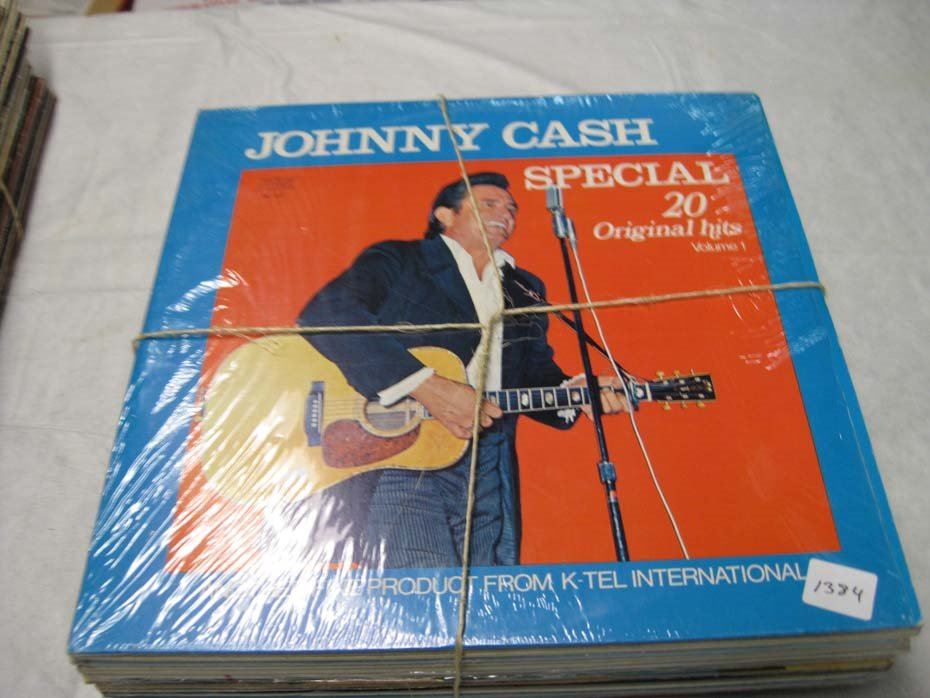 JOHNNY CASH
SPECIAL
20
Original hits
Volume 1
PRODUCT FROM K-TEL INTERNATIONAL
1384